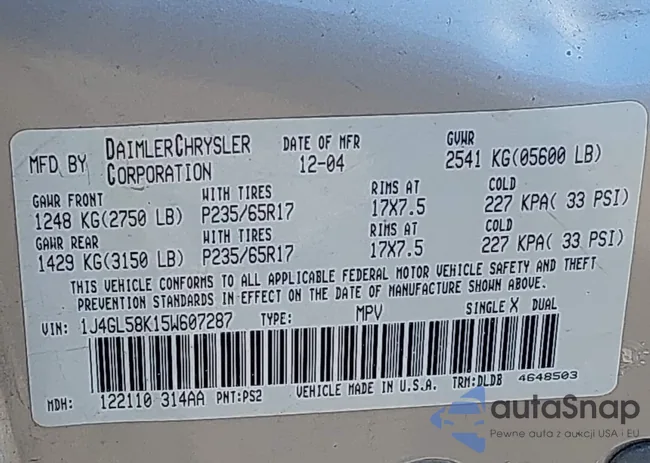 MFD BY DAIMLERCHRYSLER CORPORATION DATE OF MFR 12-04 GVWR 2541 KG(05600 LB)
GAWR FRONT WITH TIRES RIMS AT COLD
1248 KG(2750 LB) P235/65R17 17X7.5 227 KPA( 33 PSI)
GAWR REAR WITH TIRES RIMS AT COLD
1429 KG(3150 LB) P235/65R17 17X7.5 227 KPA( 33 PSI)
THIS VEHICLE CONFORMS TO ALL APPLICABLE FEDERAL MOTOR VEHICLE SAFETY AND THEFT
PREVENTION STANDARDS IN EFFECT ON THE DATE OF MANUFACTURE SHOWN ABOVE.
VIN: 1J4GL58K15W607287 TYPE: MPV SINGLE X DUAL
MDH: 122110 314AA PNT:PS2 VEHICLE MADE IN U.S.A. TRM:DLDB 4648503
autaSnap
Pewne auta z aukcji USA i EU